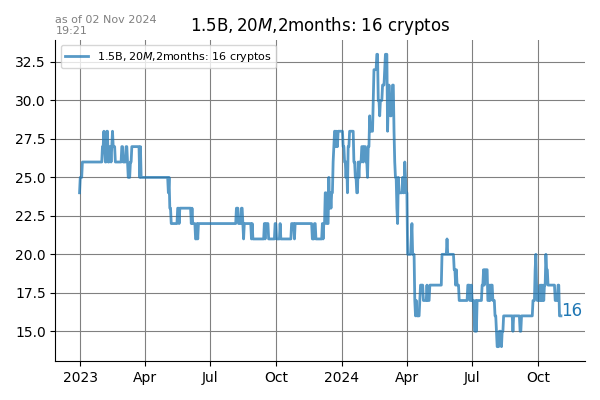 as of 02 Nov 2024
19:21
1.5B, 20M,2months: 16 cryptos
1.5B, 20M,2months: 16 cryptos
32.5
30.0
27.5
25.0
22.5
20.0
17.5
15.0
16
2023 Apr Jul Oct 2024 Apr Jul Oct